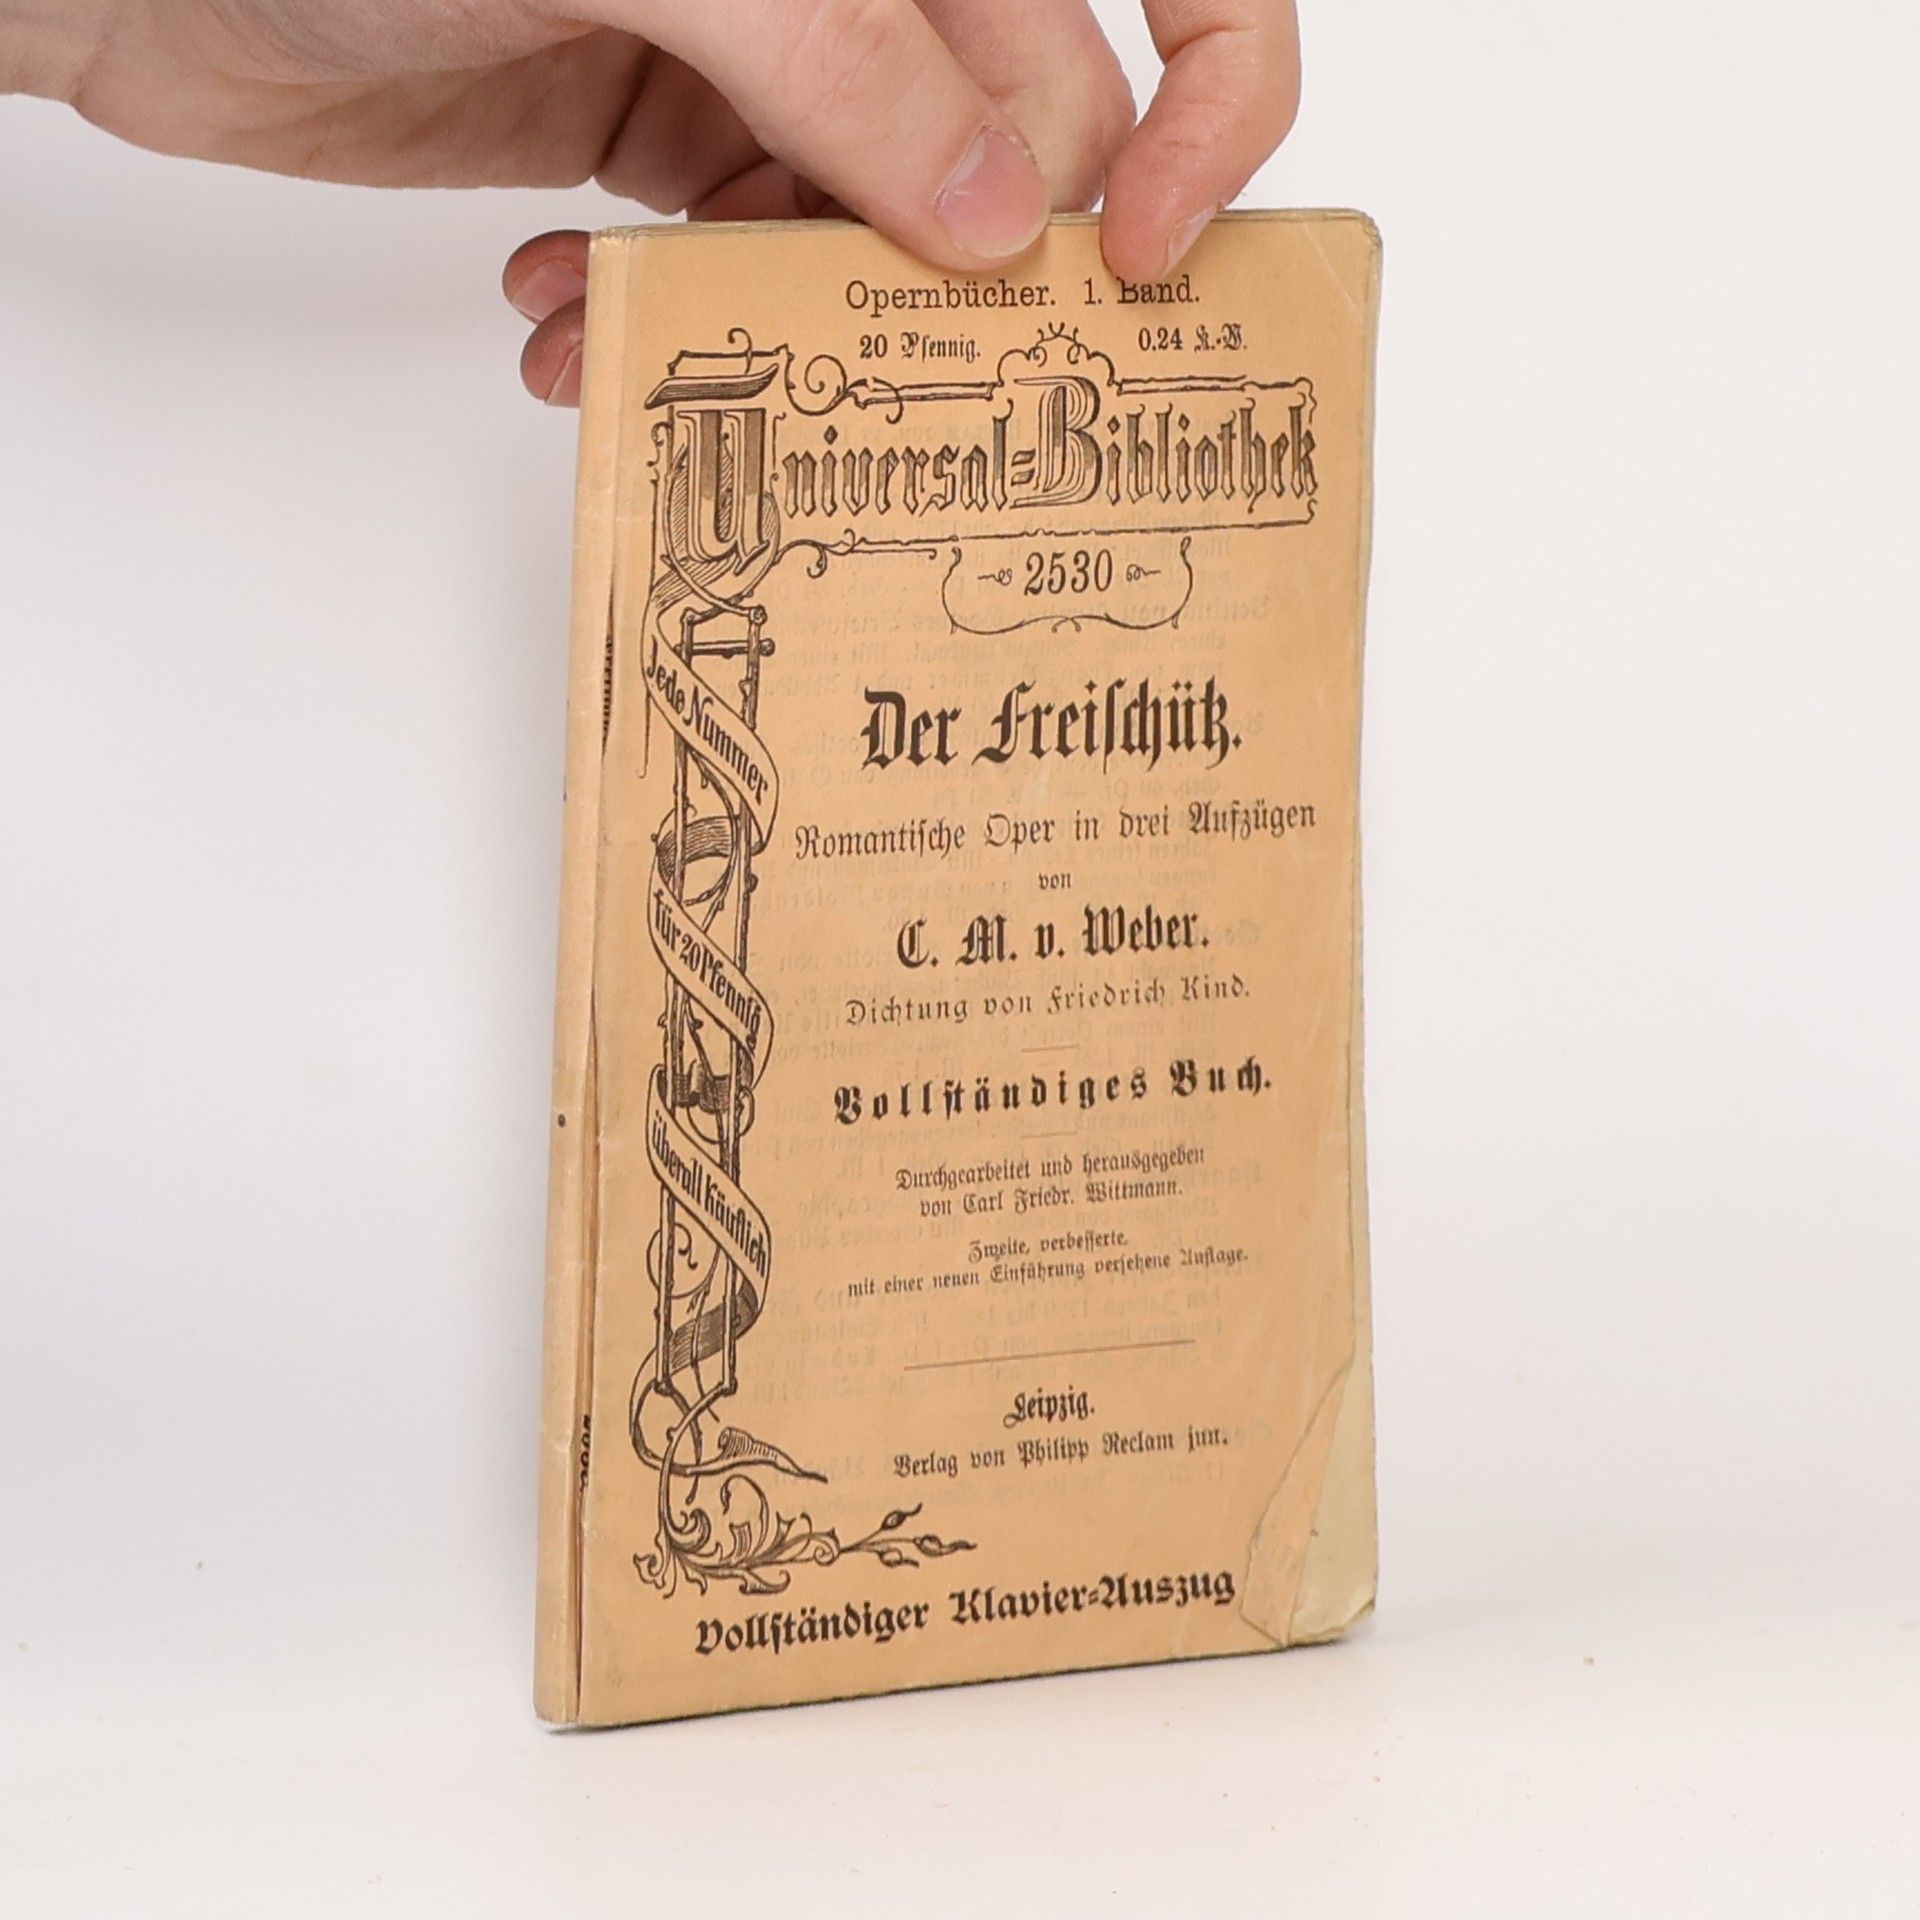 Opernbücher. 1. Band.
20 Pfennig. 0.24 K.-W.
Universal=Bibliothek
2530
Jede Nummer
für 20 Pfennig
überall käuflich
Der Freiſchütz.
Romantiſche Oper in drei Aufzügen
von
C. M. v. Weber.
Dichtung von Friedrich Kind.
Vollſtändiges Buch.
Durchgearbeitet und herausgegeben
von Carl Friedr. Wittmann.
Zweite, verbeſſerte,
mit einer neuen Einführung verſehene Auflage.
Leipzig.
Verlag von Philipp Reclam jun.
Vollſtändiger Klavier=Auszug